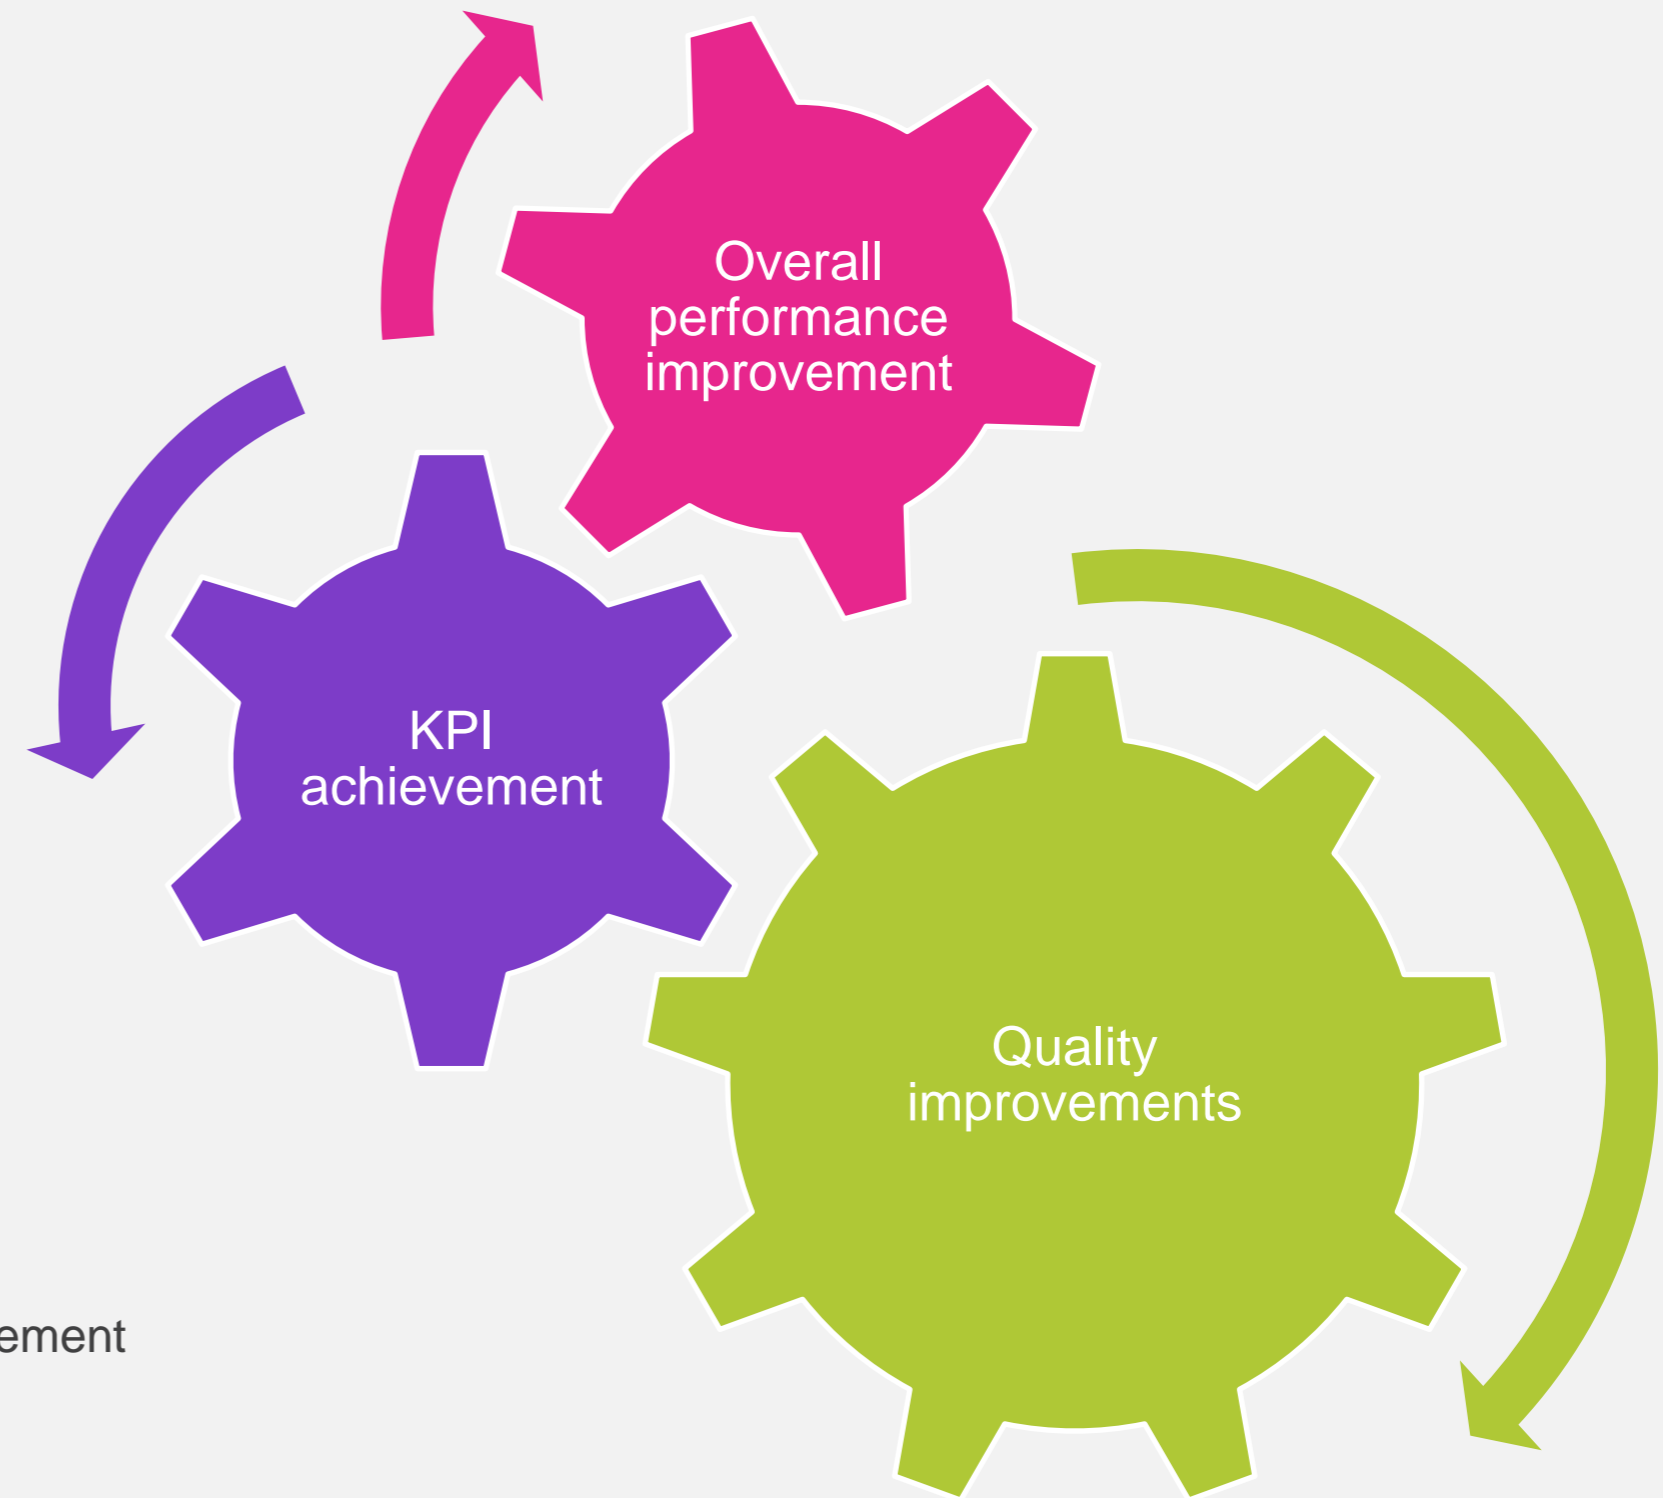 Overall
performance
improvement
KPI
achievement
Quality
improvements
ement